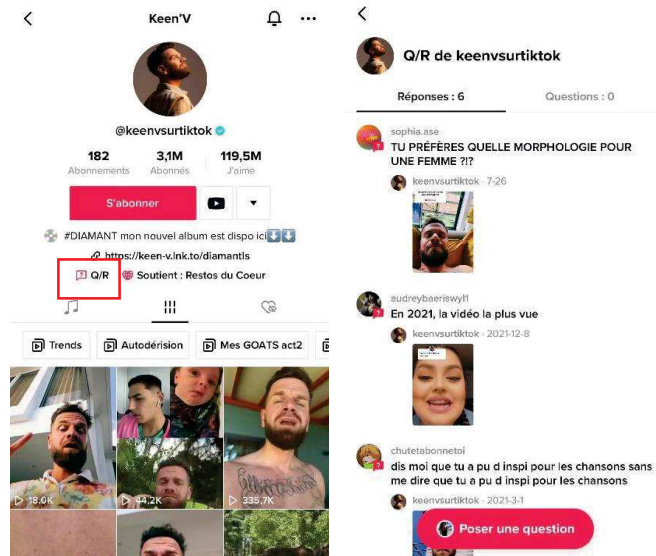 Keen'V
@keenvsurtiktok
182 3,1M 119,5M
Abonnements Abonnés J'aime
S'abonner
#DIAMANT mon nouvel album est dispo ici
https://keen-v.lnk.to/diamantls
Q/R Soutient : Restos du Coeur
Trends Autodérision Mes GOATS act2
18,0K 44,2K 335,7K
Q/R de keenvsurtiktok
Réponses : 6 Questions : 0
sophia.ase
TU PRÉFÈRES QUELLE MORPHOLOGIE POUR
UNE FEMME ?!?
keenvsurtiktok · 7-26
audreybaeriswyl1
En 2021, la vidéo la plus vue
keenvsurtiktok · 2021-12-8
chutetabonnetoi
dis moi que tu a pu d inspi pour les chansons sans
me dire que tu a pu d inspi pour les chansons
keenvsurtiktok · 2021-3-1
Poser une question